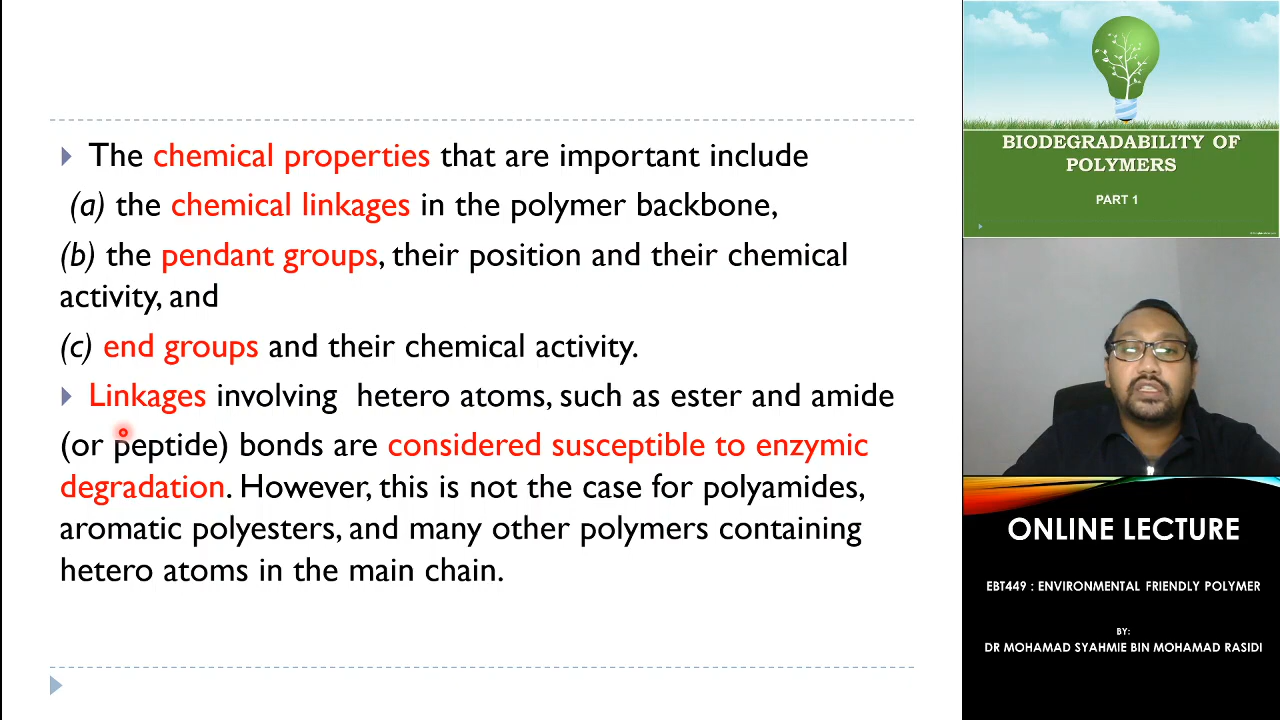 The chemical properties that are important include
(a) the chemical linkages in the polymer backbone,
(b) the pendant groups, their position and their chemical
activity, and
(c) end groups and their chemical activity.
Linkages involving hetero atoms, such as ester and amide
(or peptide) bonds are considered susceptible to enzymic
degradation. However, this is not the case for polyamides,
aromatic polyesters, and many other polymers containing
hetero atoms in the main chain.
BIODEGRADABILITY OF
POLYMERS
PART 1
ONLINE LECTURE
EBT449 : ENVIRONMENTAL FRIENDLY POLYMER
BY:
DR MOHAMAD SYAHMIE BIN MOHAMAD RASIDI